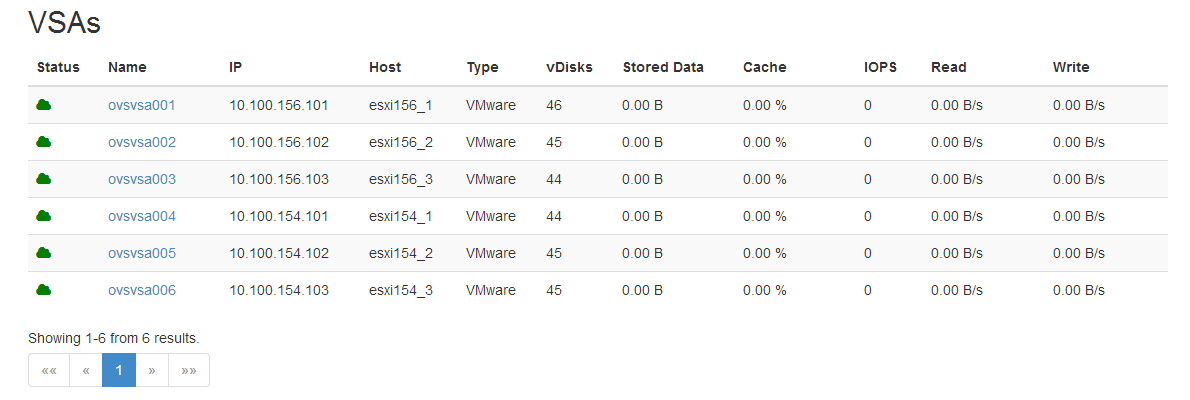 VSAs
Status Name IP Host Type vDisks Stored Data Cache IOPS Read Write
ovsvsa001 10.100.156.101 esxi156_1 VMware 46 0.00 B 0.00 % 0 0.00 B/s 0.00 B/s
ovsvsa002 10.100.156.102 esxi156_2 VMware 45 0.00 B 0.00 % 0 0.00 B/s 0.00 B/s
ovsvsa003 10.100.156.103 esxi156_3 VMware 44 0.00 B 0.00 % 0 0.00 B/s 0.00 B/s
ovsvsa004 10.100.154.101 esxi154_1 VMware 44 0.00 B 0.00 % 0 0.00 B/s 0.00 B/s
ovsvsa005 10.100.154.102 esxi154_2 VMware 45 0.00 B 0.00 % 0 0.00 B/s 0.00 B/s
ovsvsa006 10.100.154.103 esxi154_3 VMware 45 0.00 B 0.00 % 0 0.00 B/s 0.00 B/s
Showing 1-6 from 6 results.
«« « 1 » »»